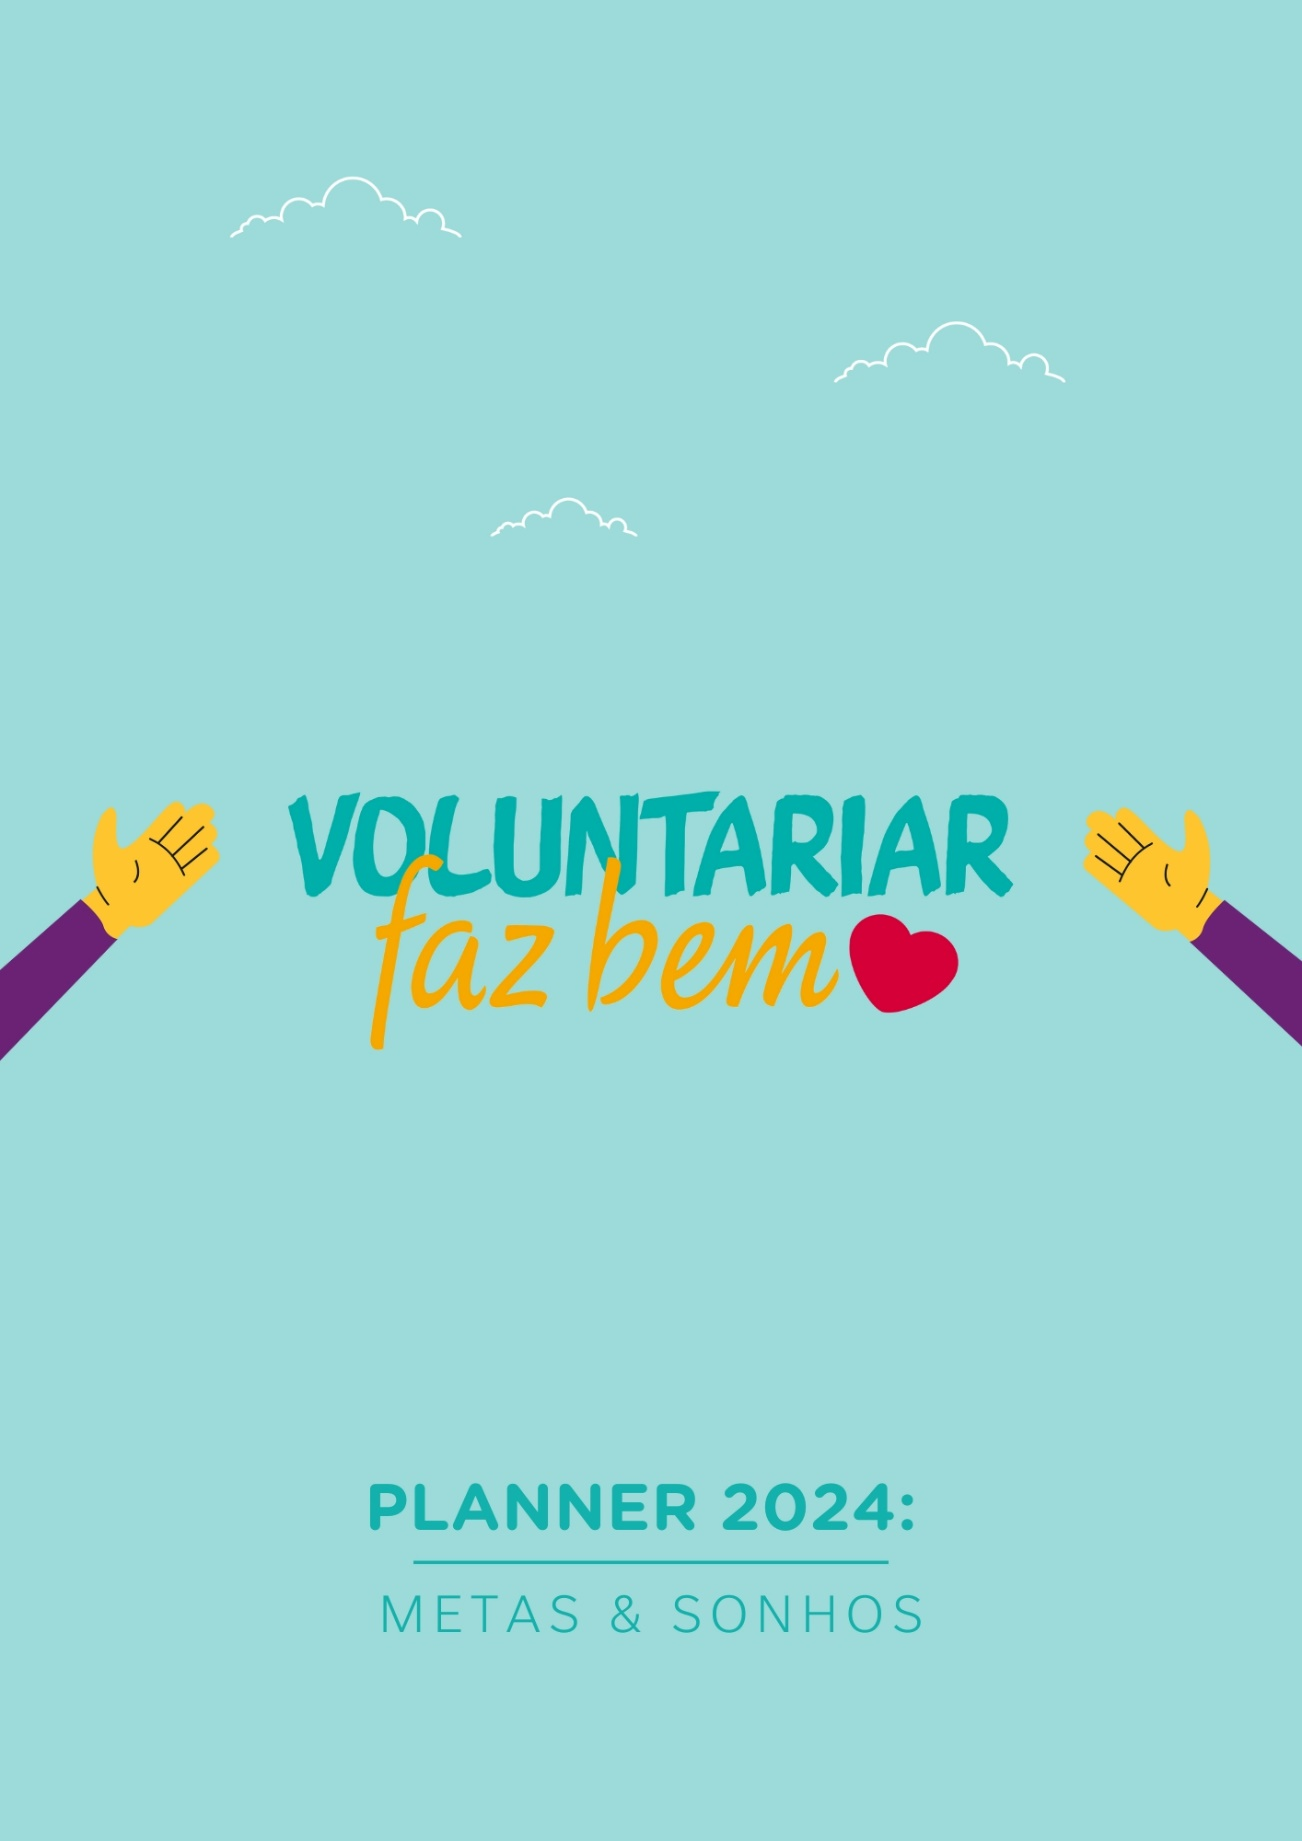 VOLUNTARIAR
faz bem
PLANNER 2024:
METAS & SONHOS